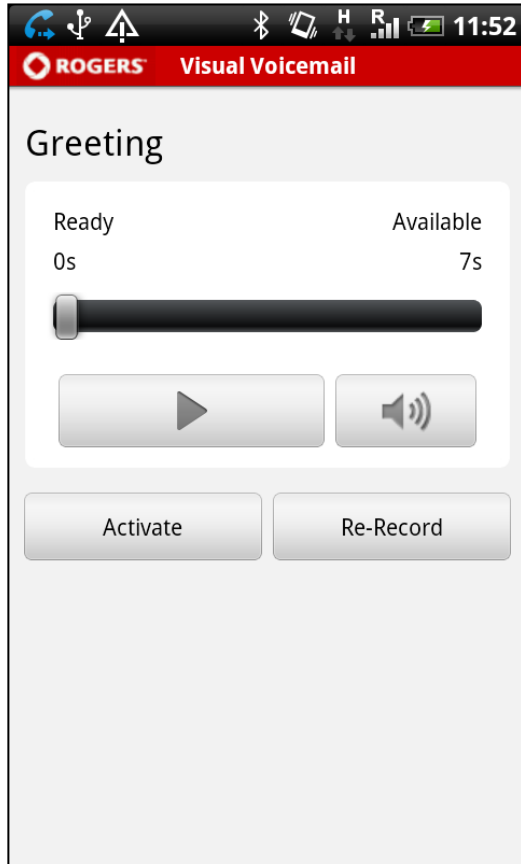 H R 11:52
ROGERS Visual Voicemail
Greeting
Ready Available
0s 7s
Activate Re-Record